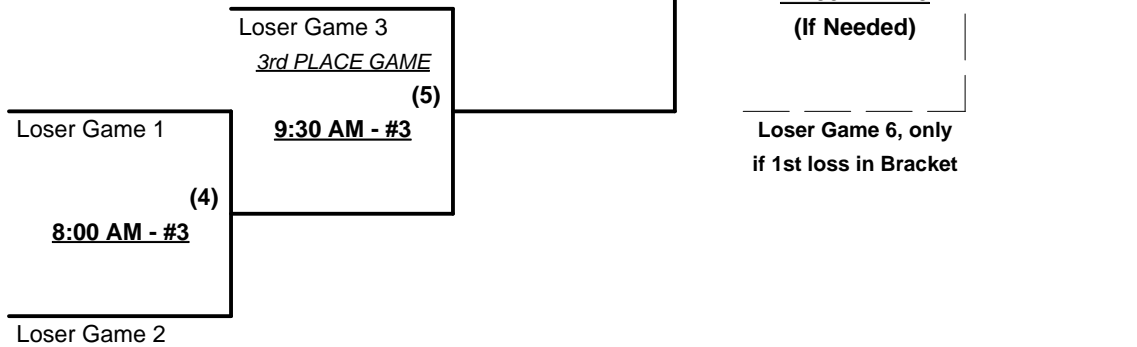 (If Needed)
Loser Game 3
3rd PLACE GAME
(5)
9:30 AM - #3
Loser Game 1
Loser Game 6, only
if 1st loss in Bracket
(4)
8:00 AM - #3
Loser Game 2